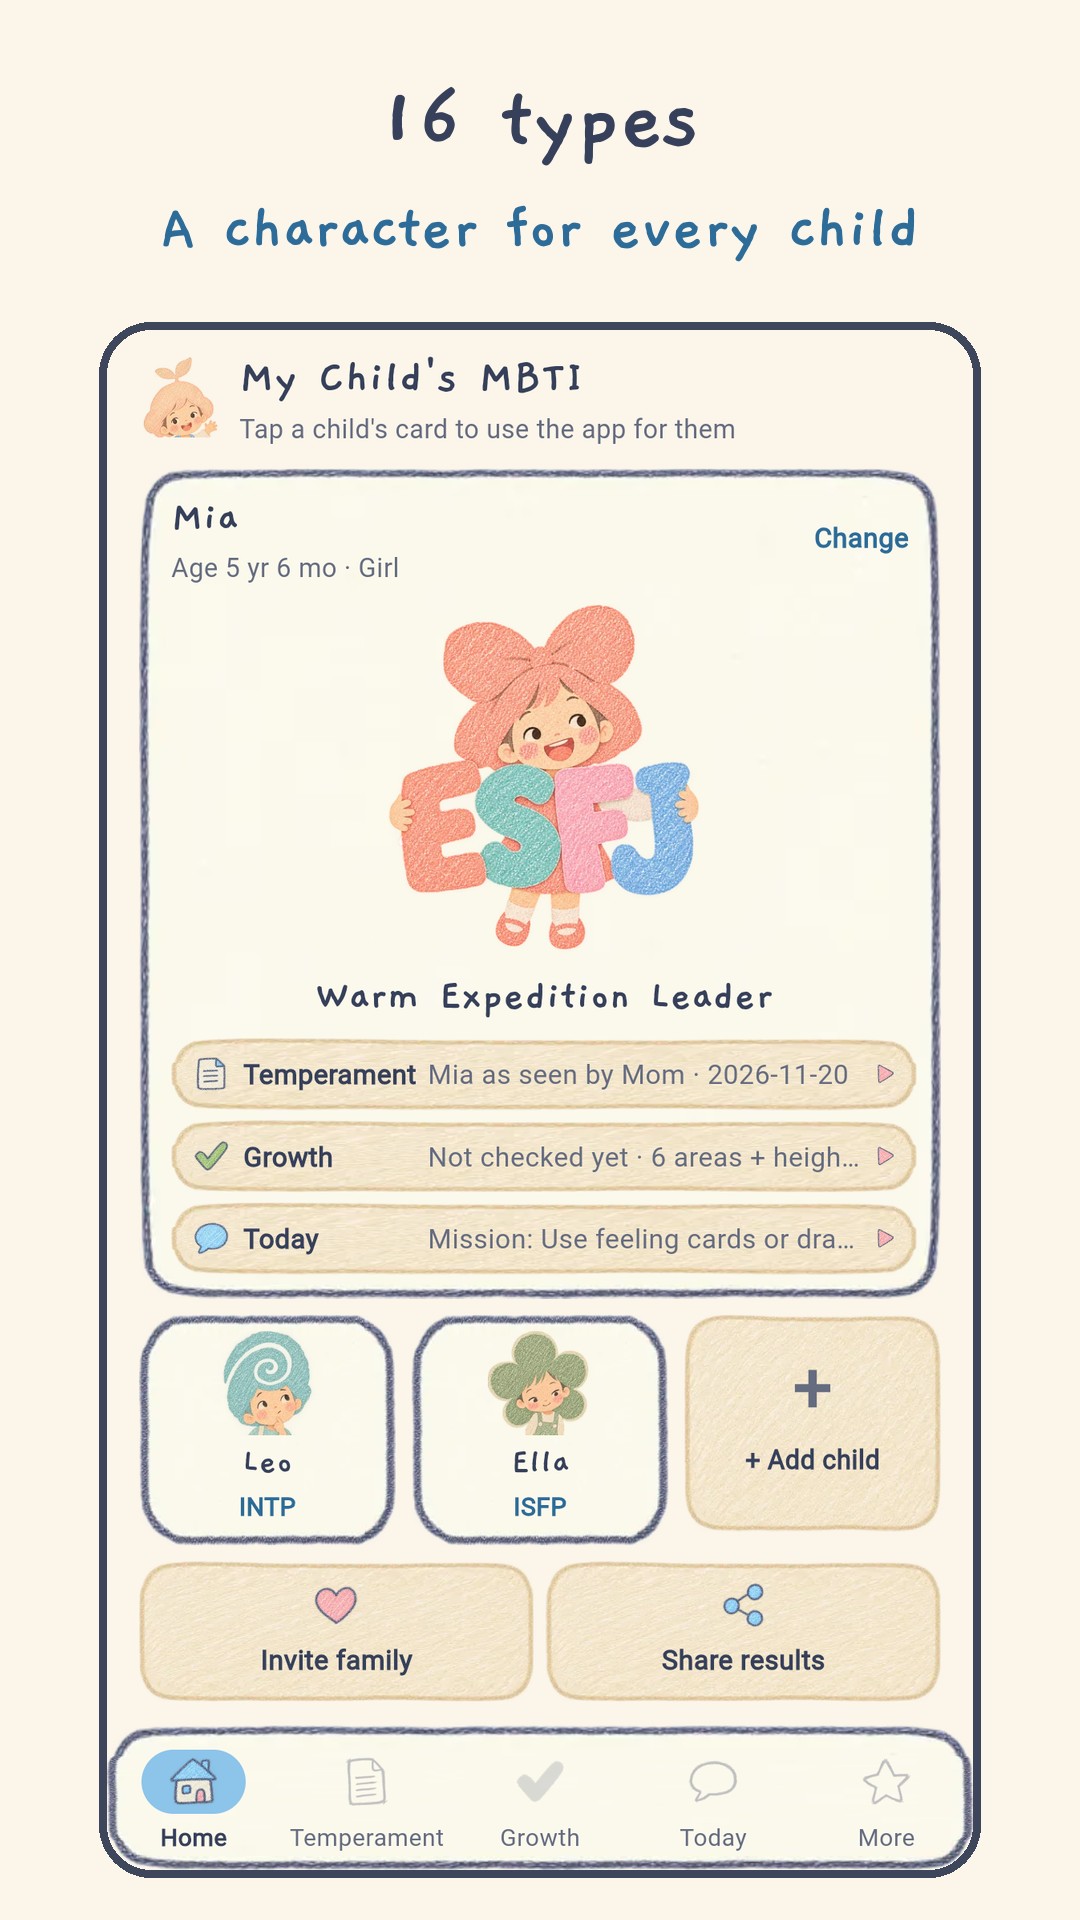 16 types
A character for every child
My Child's MBTI
Tap a child's card to use the app for them
Mia
Change
Age 5 yr 6 mo · Girl
ESFJ
Warm Expedition Leader
Temperament Mia as seen by Mom · 2026-11-20
Growth Not checked yet · 6 areas + heigh...
Today Mission: Use feeling cards or dra...
Leo
INTP
Ella
ISFP
+
+ Add child
Invite family
Share results
Home
Temperament
Growth
Today
More